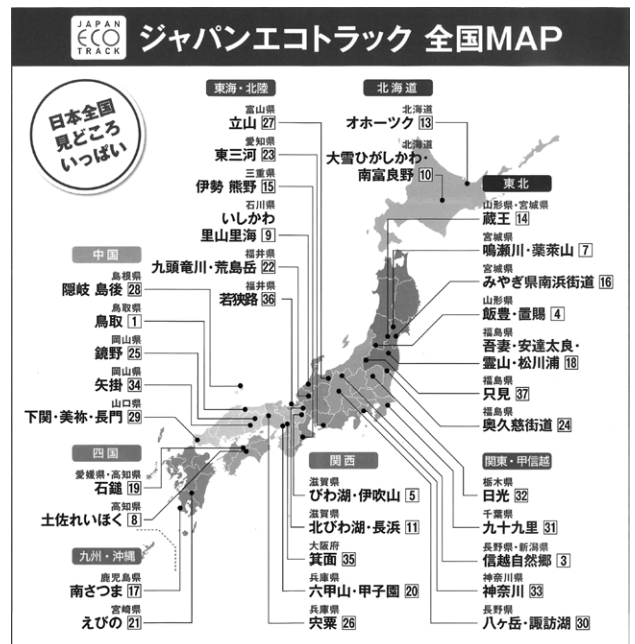 JAPAN
ECO
TRACK
ジャパンエコトラック 全国MAP
日本全国
見どころ
いっぱい
東海・北陸
富山県
立山 27
愛知県
東三河 23
三重県
伊勢 熊野 15
石川県
いしかわ
里山里海 9
福井県
九頭竜川・荒島岳 22
福井県
若狭路 36
北海道
北海道
オホーツク 13
北海道
大雪ひがしかわ・
南富良野 10
東北
山形県・宮城県
蔵王 14
宮城県
鳴瀬川・薬萊山 7
宮城県
みやぎ県南浜街道 16
山形県
飯豊・置賜 4
福島県
吾妻・安達太良・
霊山・松川浦 18
福島県
只見 37
福島県
奥久慈街道 24
中国
島根県
隠岐 島後 28
鳥取県
鳥取 1
岡山県
鏡野 25
岡山県
矢掛 34
山口県
下関・美祢・長門 29
四国
愛媛県・高知県
石鎚 19
高知県
土佐れいほく 8
九州・沖縄
鹿児島県
南さつま 17
宮崎県
えびの 21
関西
滋賀県
びわ湖・伊吹山 5
滋賀県
北びわ湖・長浜 11
大阪府
箕面 35
兵庫県
六甲山・甲子園 20
兵庫県
宍粟 26
関東・甲信越
栃木県
日光 32
千葉県
九十九里 31
長野県・新潟県
信越自然郷 3
神奈川県
神奈川 33
長野県
八ヶ岳・諏訪湖 30